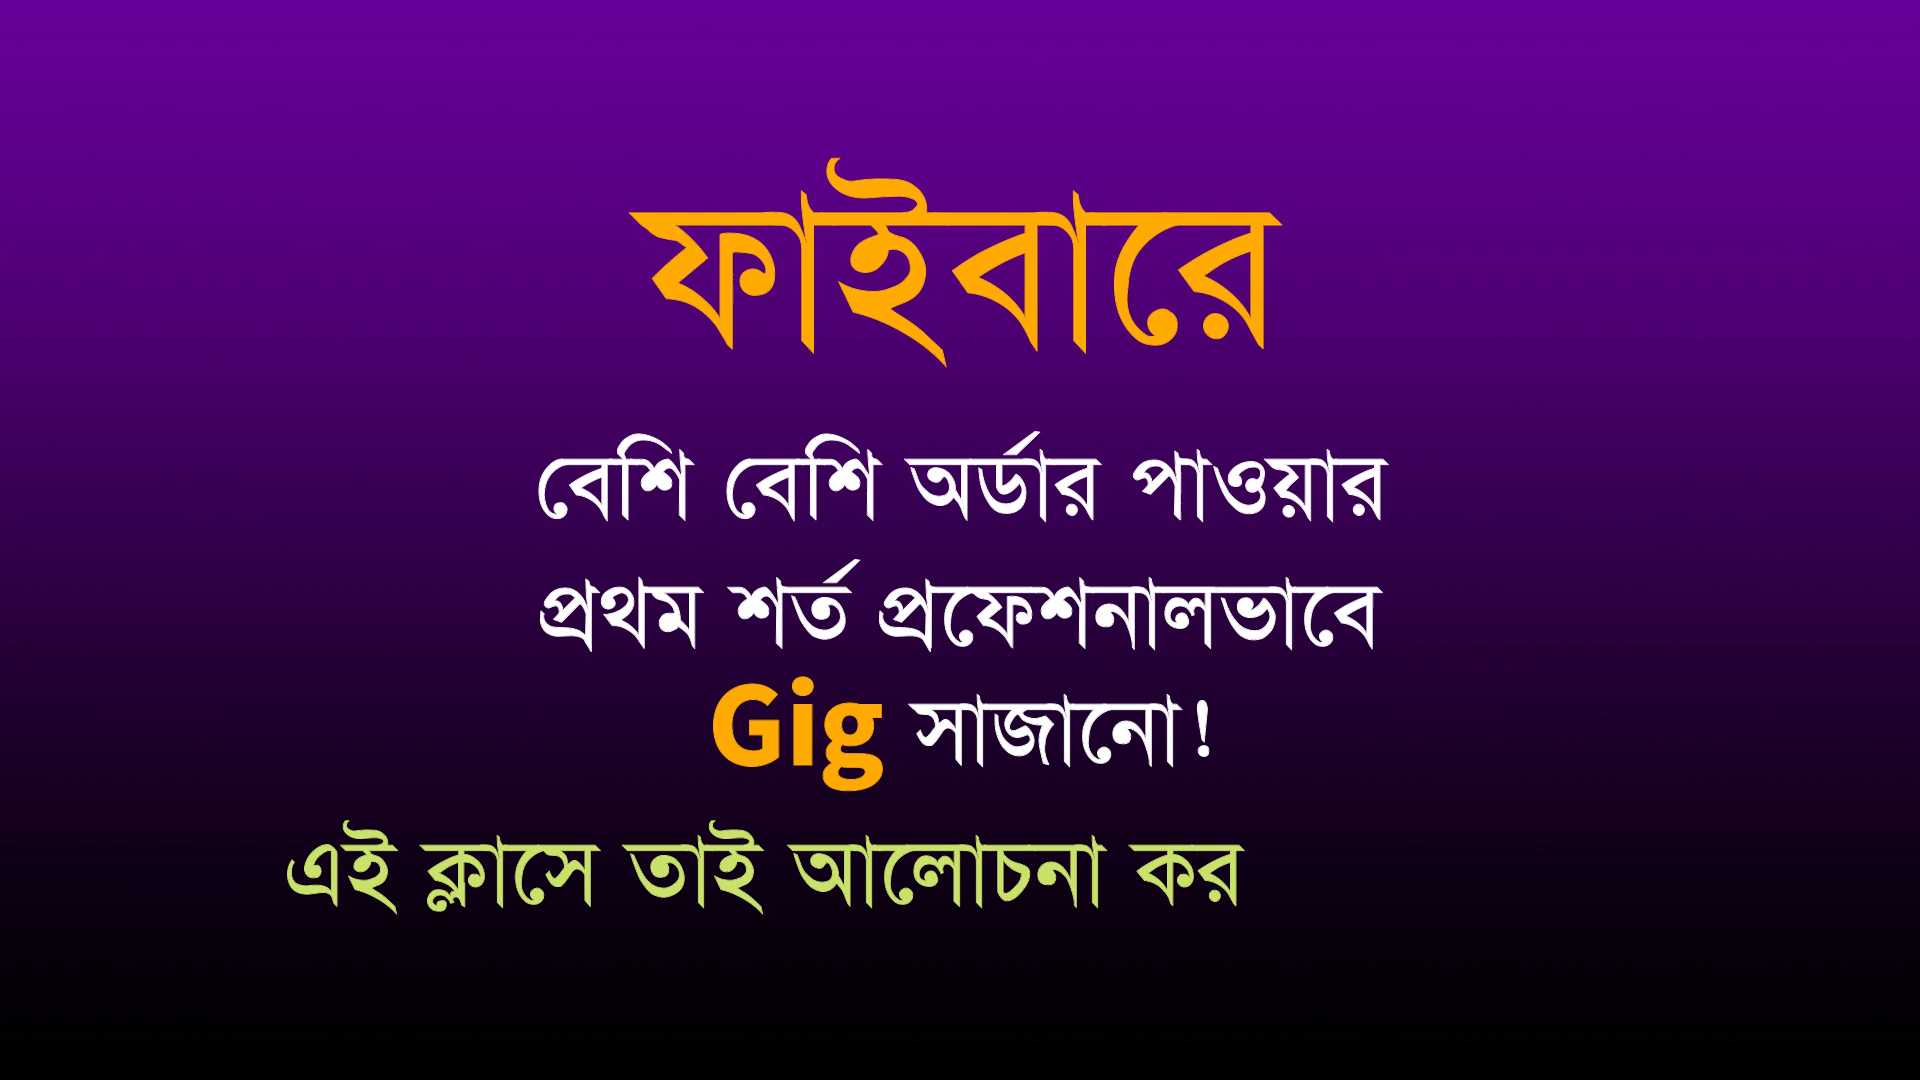 ফাইবারে
বেশি বেশি অর্ডার পাওয়ার
প্রথম শর্ত প্রফেশনালভাবে
Gig সাজানো!
এই ক্লাসে তাই আলোচনা কর